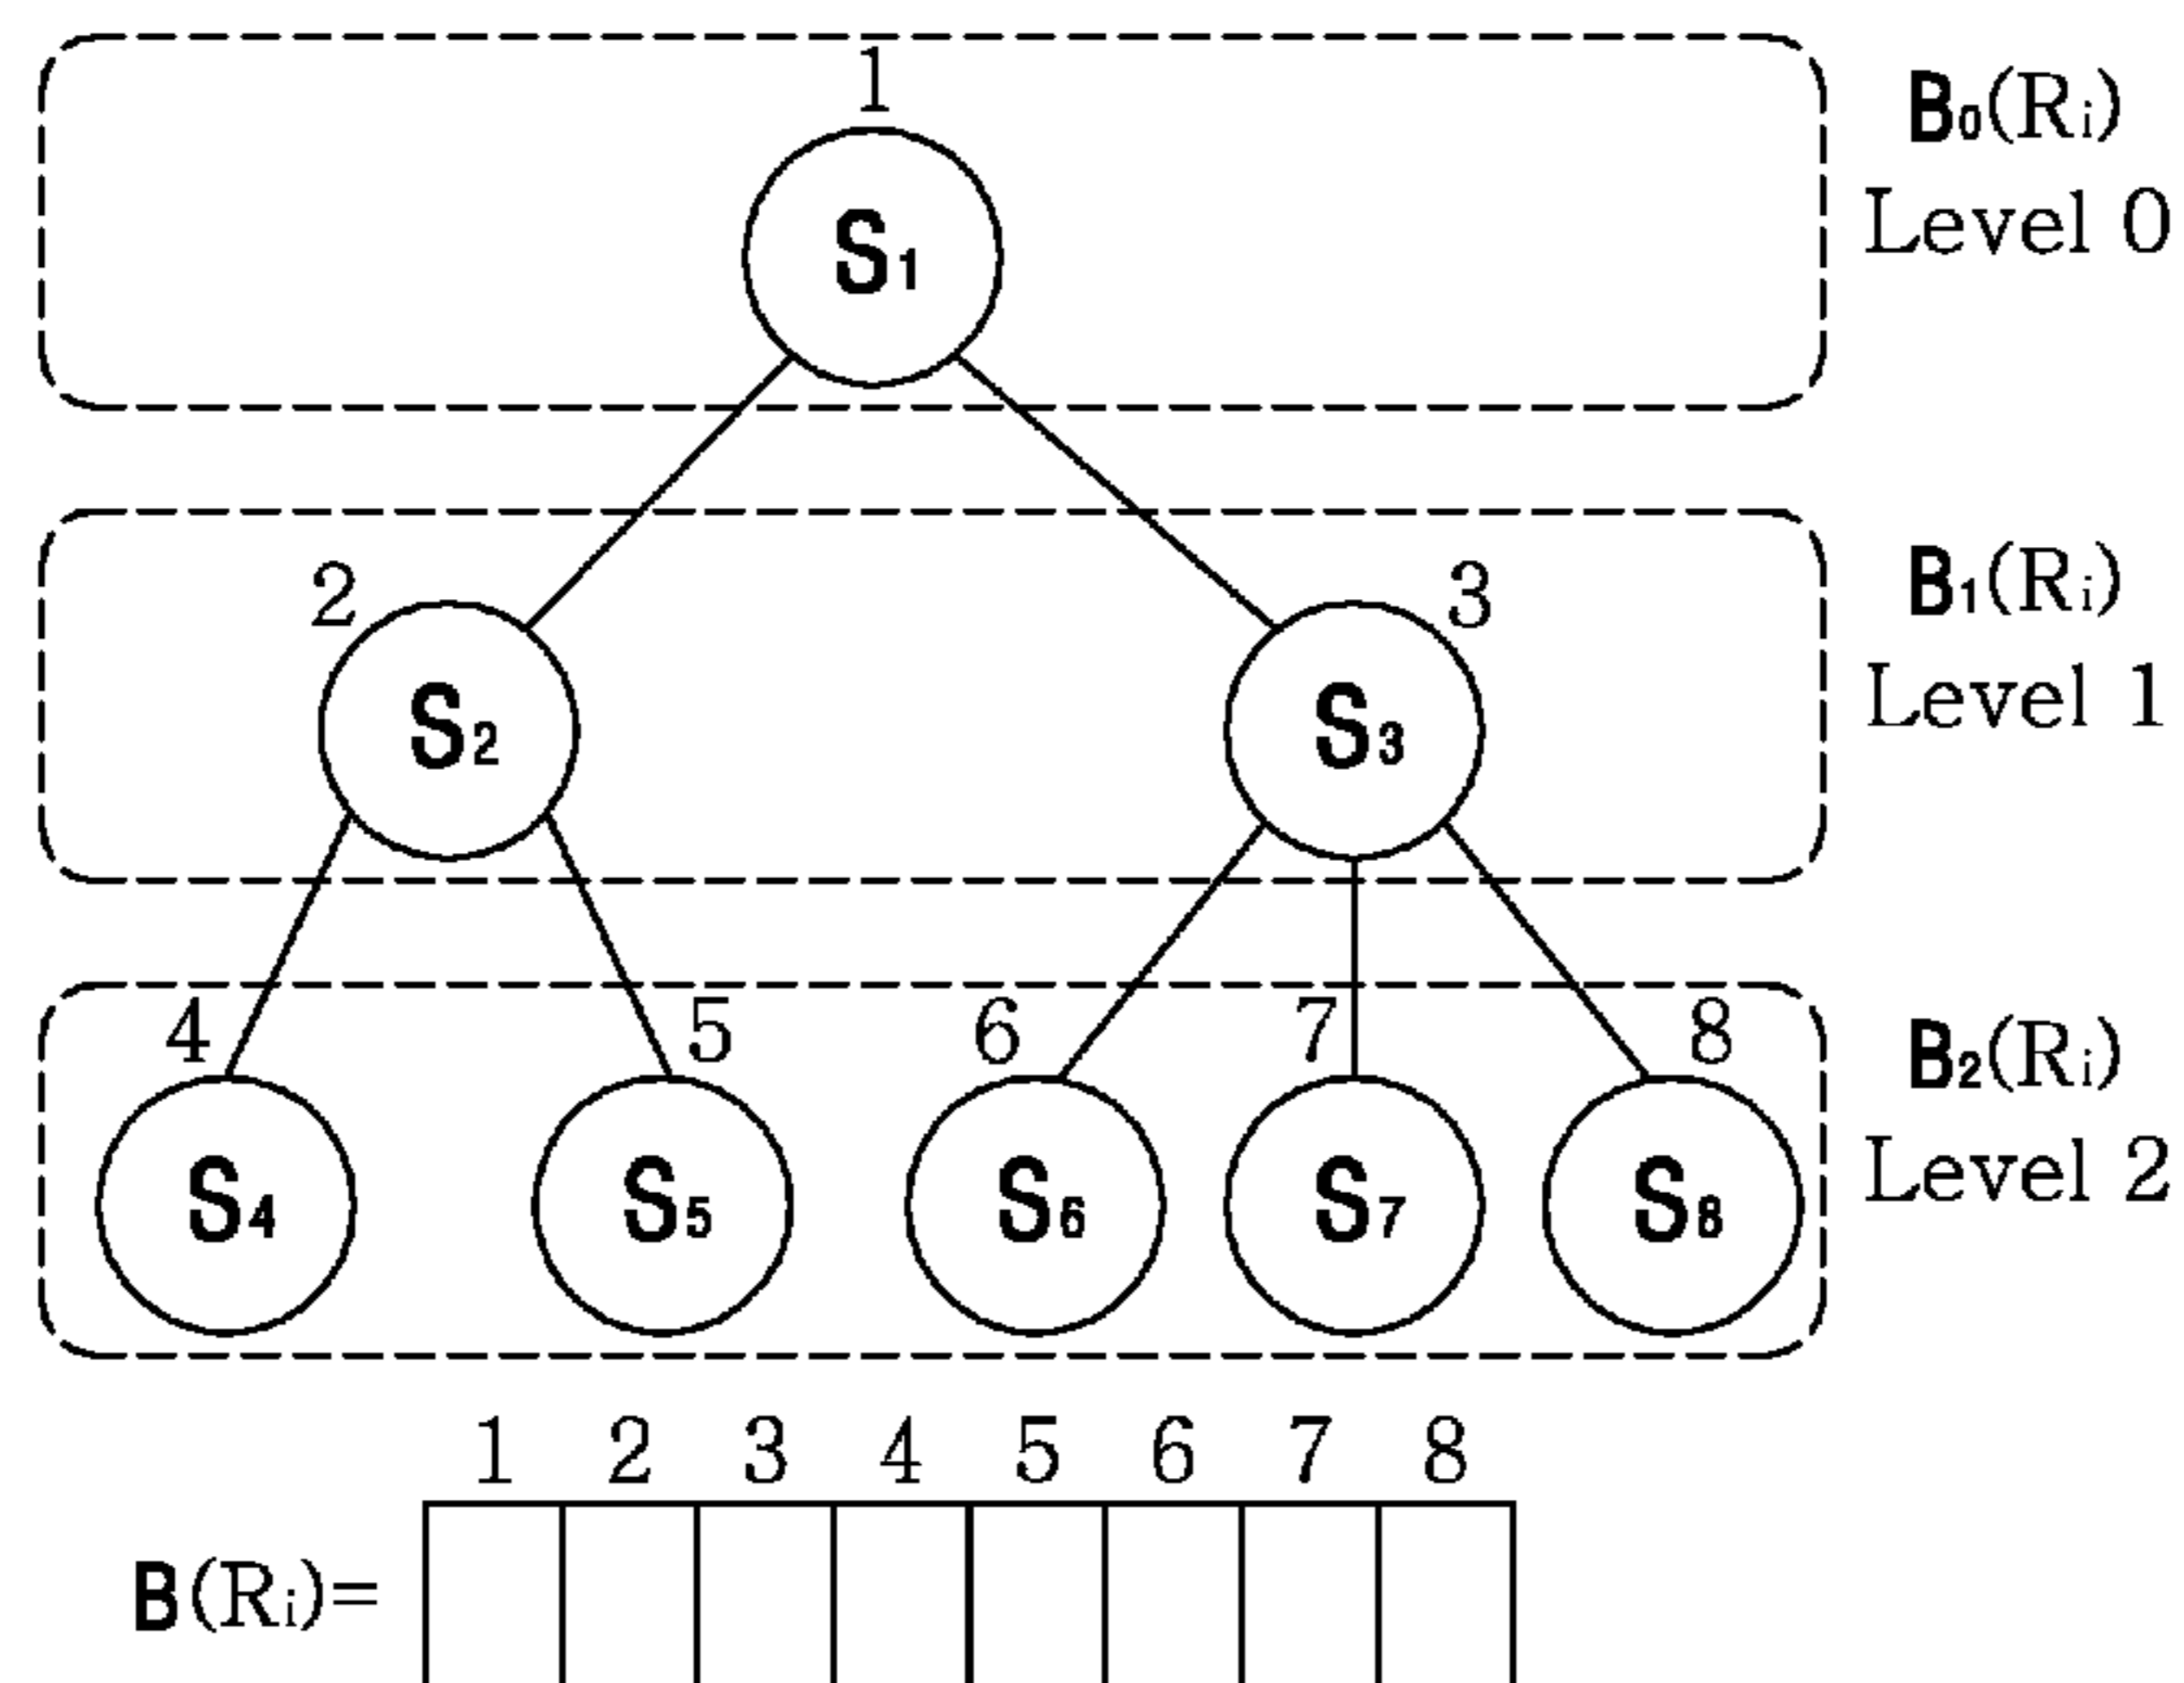 1
B0(Ri)
S1
Level 0
2
3
B1(Ri)
S2
S3
Level 1
4 5 6 7 8
B2(Ri)
S4 S5 S6 S7 S8
Level 2
1 2 3 4 5 6 7 8
B(Ri)=